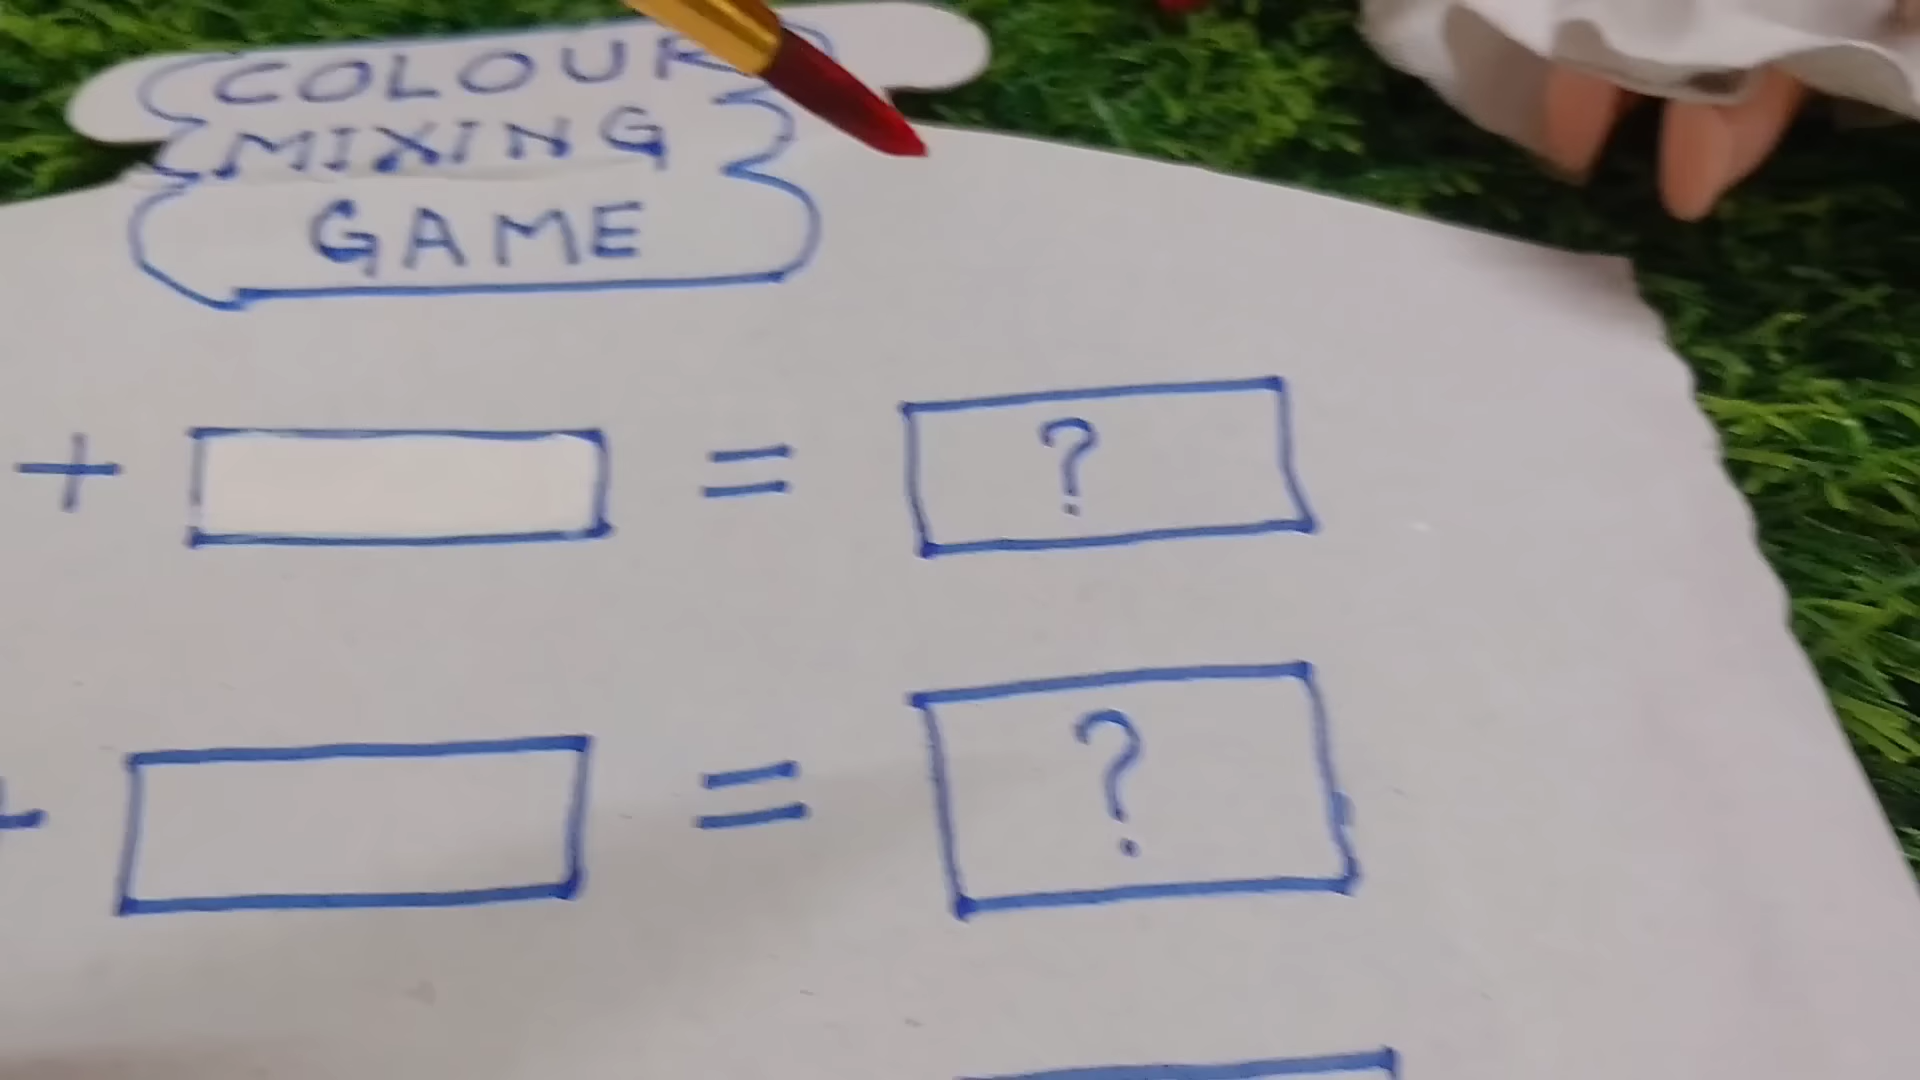 COLOUR
MIXING
GAME
+ = ?
+ = ?